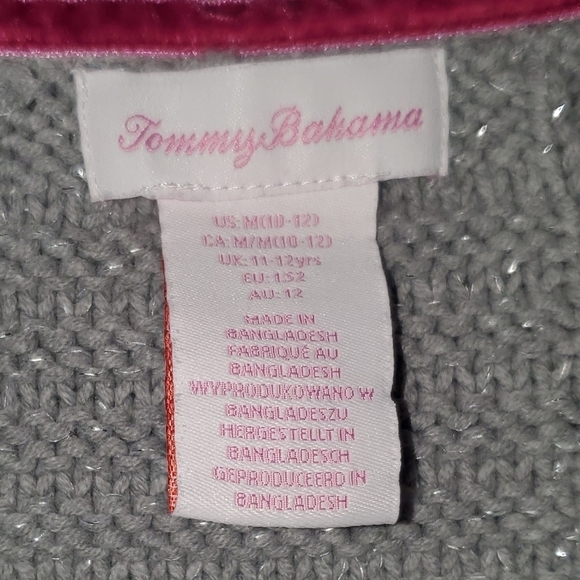 Tommy Bahama
US: M(10-12)
CA: M/M(10-12)
UK: 11-12yrs
EU: 152
AU: 12
MADE IN
BANGLADESH
FABRIQUÉ AU
BANGLADESH
WYPRODUKOWANO W
BANGLADESZU
HERGESTELLT IN
BANGLADESCH
GEPRODUCEERD IN
BANGLADESH